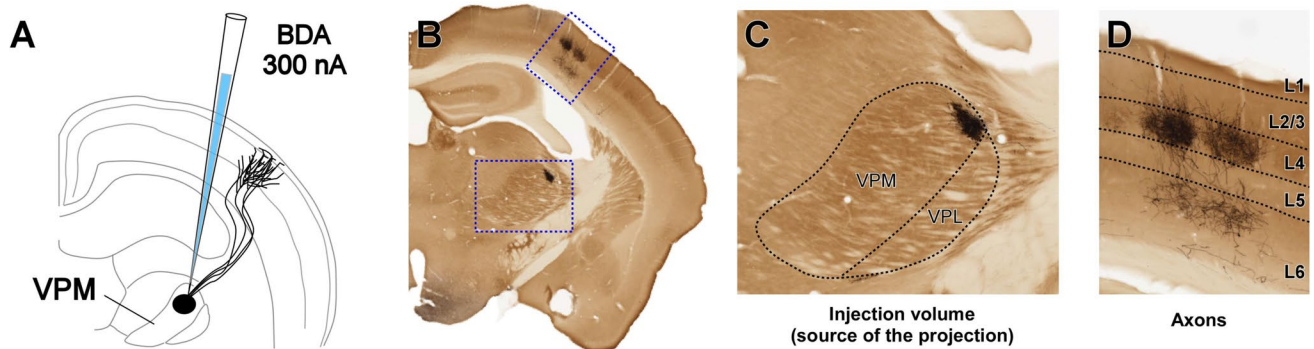 A
BDA
300 nA
VPM
B
C
VPM
VPL
Injection volume
(source of the projection)
D
L1
L2/3
L4
L5
L6
Axons